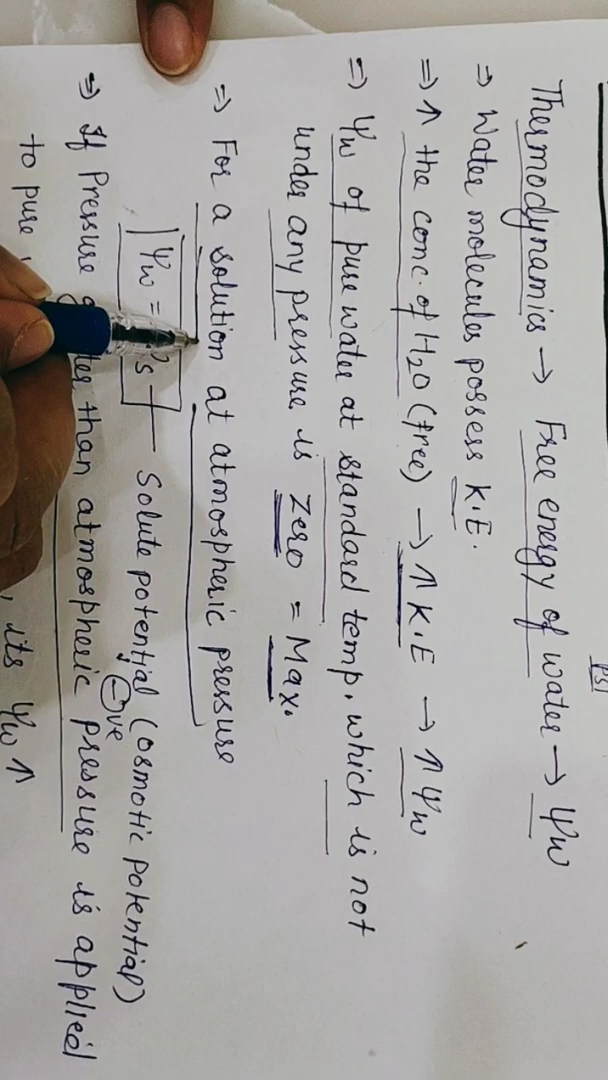 Psi
Thermodynamics → Free energy of water → Ψw
⇒ Water molecules possess K.E.
⇒ ↑ the conc. of H2O (free) → ↑ K.E → ↑ Ψw
⇒ Ψw of pure water at standard temp, which is not
under any pressure is Zero = Max.
⇒ For a solution at atmospheric pressure
Ψw = s Solute potential (osmotic potential)
-ve
⇒ If Pressure than atmospheric pressure is applied
to pure its Ψw ↑